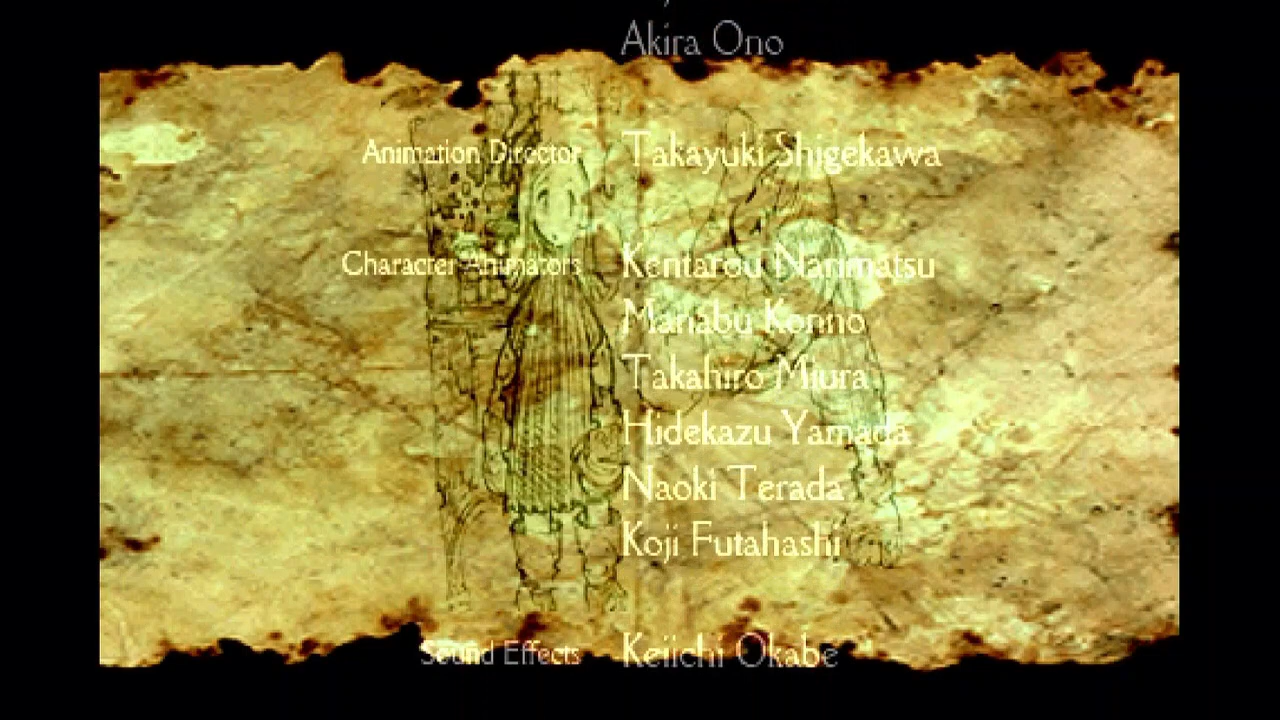 Akira Ono
Animation Director Takayuki Shigekawa
Character Animators Kentarou Narimatsu
Manabu Konno
Takahiro Miura
Hidekazu Yamada
Naoki Terada
Koji Futahashi
Sound Effects Keiichi Okabe